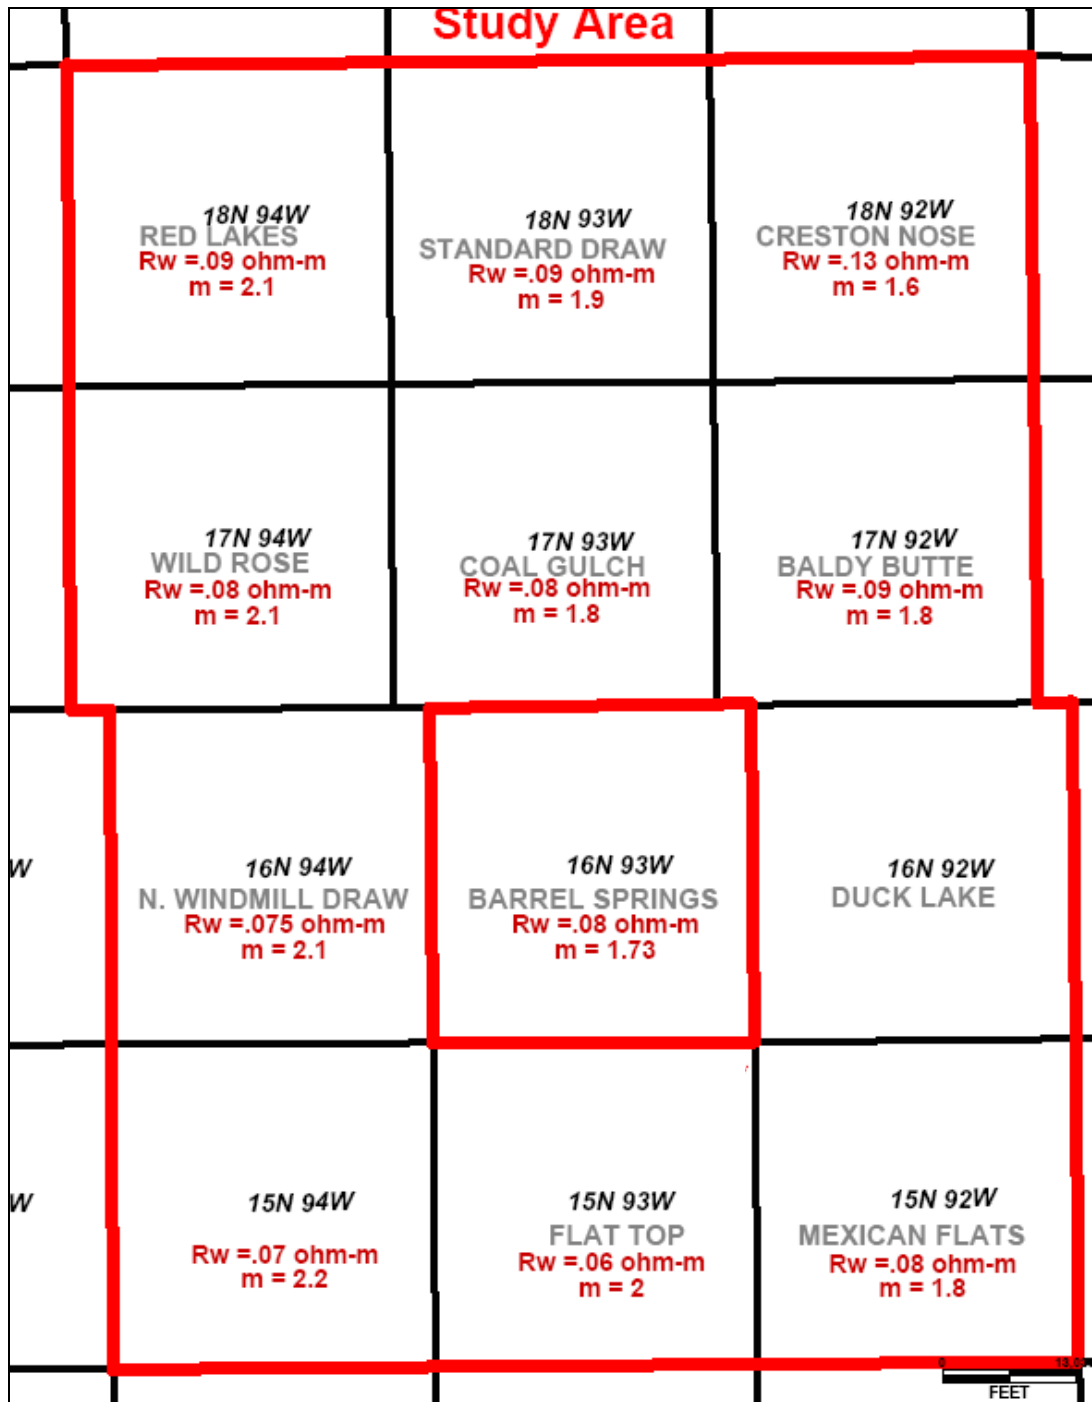 Study Area
18N 94W
RED LAKES
Rw =.09 ohm-m
m = 2.1
18N 93W
STANDARD DRAW
Rw =.09 ohm-m
m = 1.9
18N 92W
CRESTON NOSE
Rw =.13 ohm-m
m = 1.6
17N 94W
WILD ROSE
Rw =.08 ohm-m
m = 2.1
17N 93W
COAL GULCH
Rw =.08 ohm-m
m = 1.8
17N 92W
BALDY BUTTE
Rw =.09 ohm-m
m = 1.8
W
16N 94W
N. WINDMILL DRAW
Rw =.075 ohm-m
m = 2.1
16N 93W
BARREL SPRINGS
Rw =.08 ohm-m
m = 1.73
16N 92W
DUCK LAKE
W
15N 94W
Rw =.07 ohm-m
m = 2.2
15N 93W
FLAT TOP
Rw =.06 ohm-m
m = 2
15N 92W
MEXICAN FLATS
Rw =.08 ohm-m
m = 1.8
0
FEET